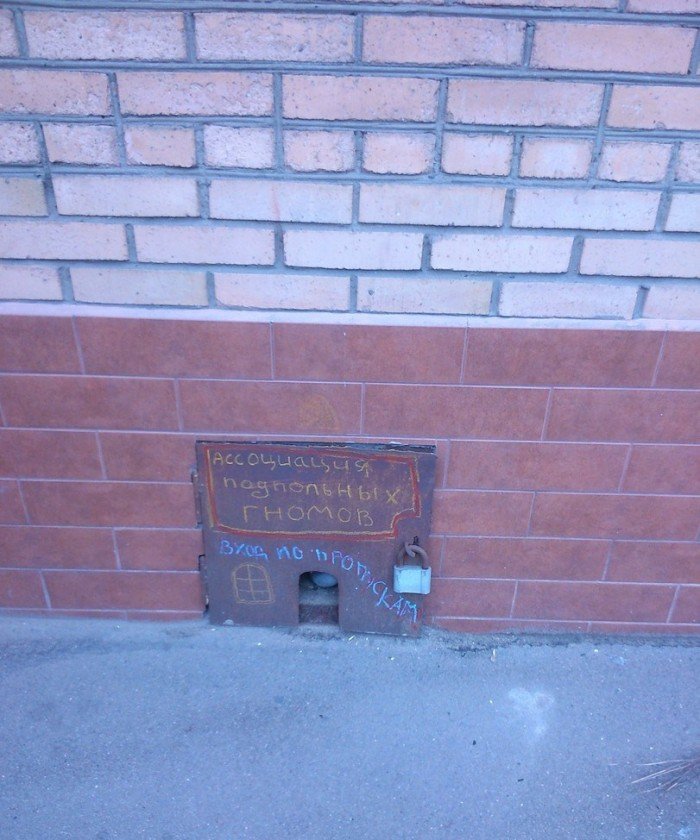 Ассоциация
подпольных
гномов
Вход по пропускам